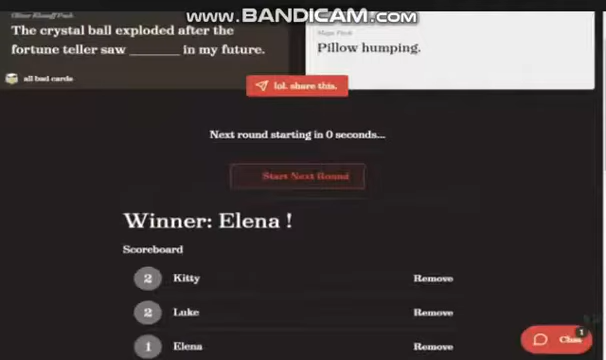 www.BANDICAM.com
The crystal ball exploded after the
fortune teller saw ________ in my future.
all bad cards
Pillow humping.
lol. share this.
Next round starting in 0 seconds...
Start Next Round
Winner: Elena !
Scoreboard
2 Kitty Remove
2 Luke Remove
1 Elena Remove
Chat 1